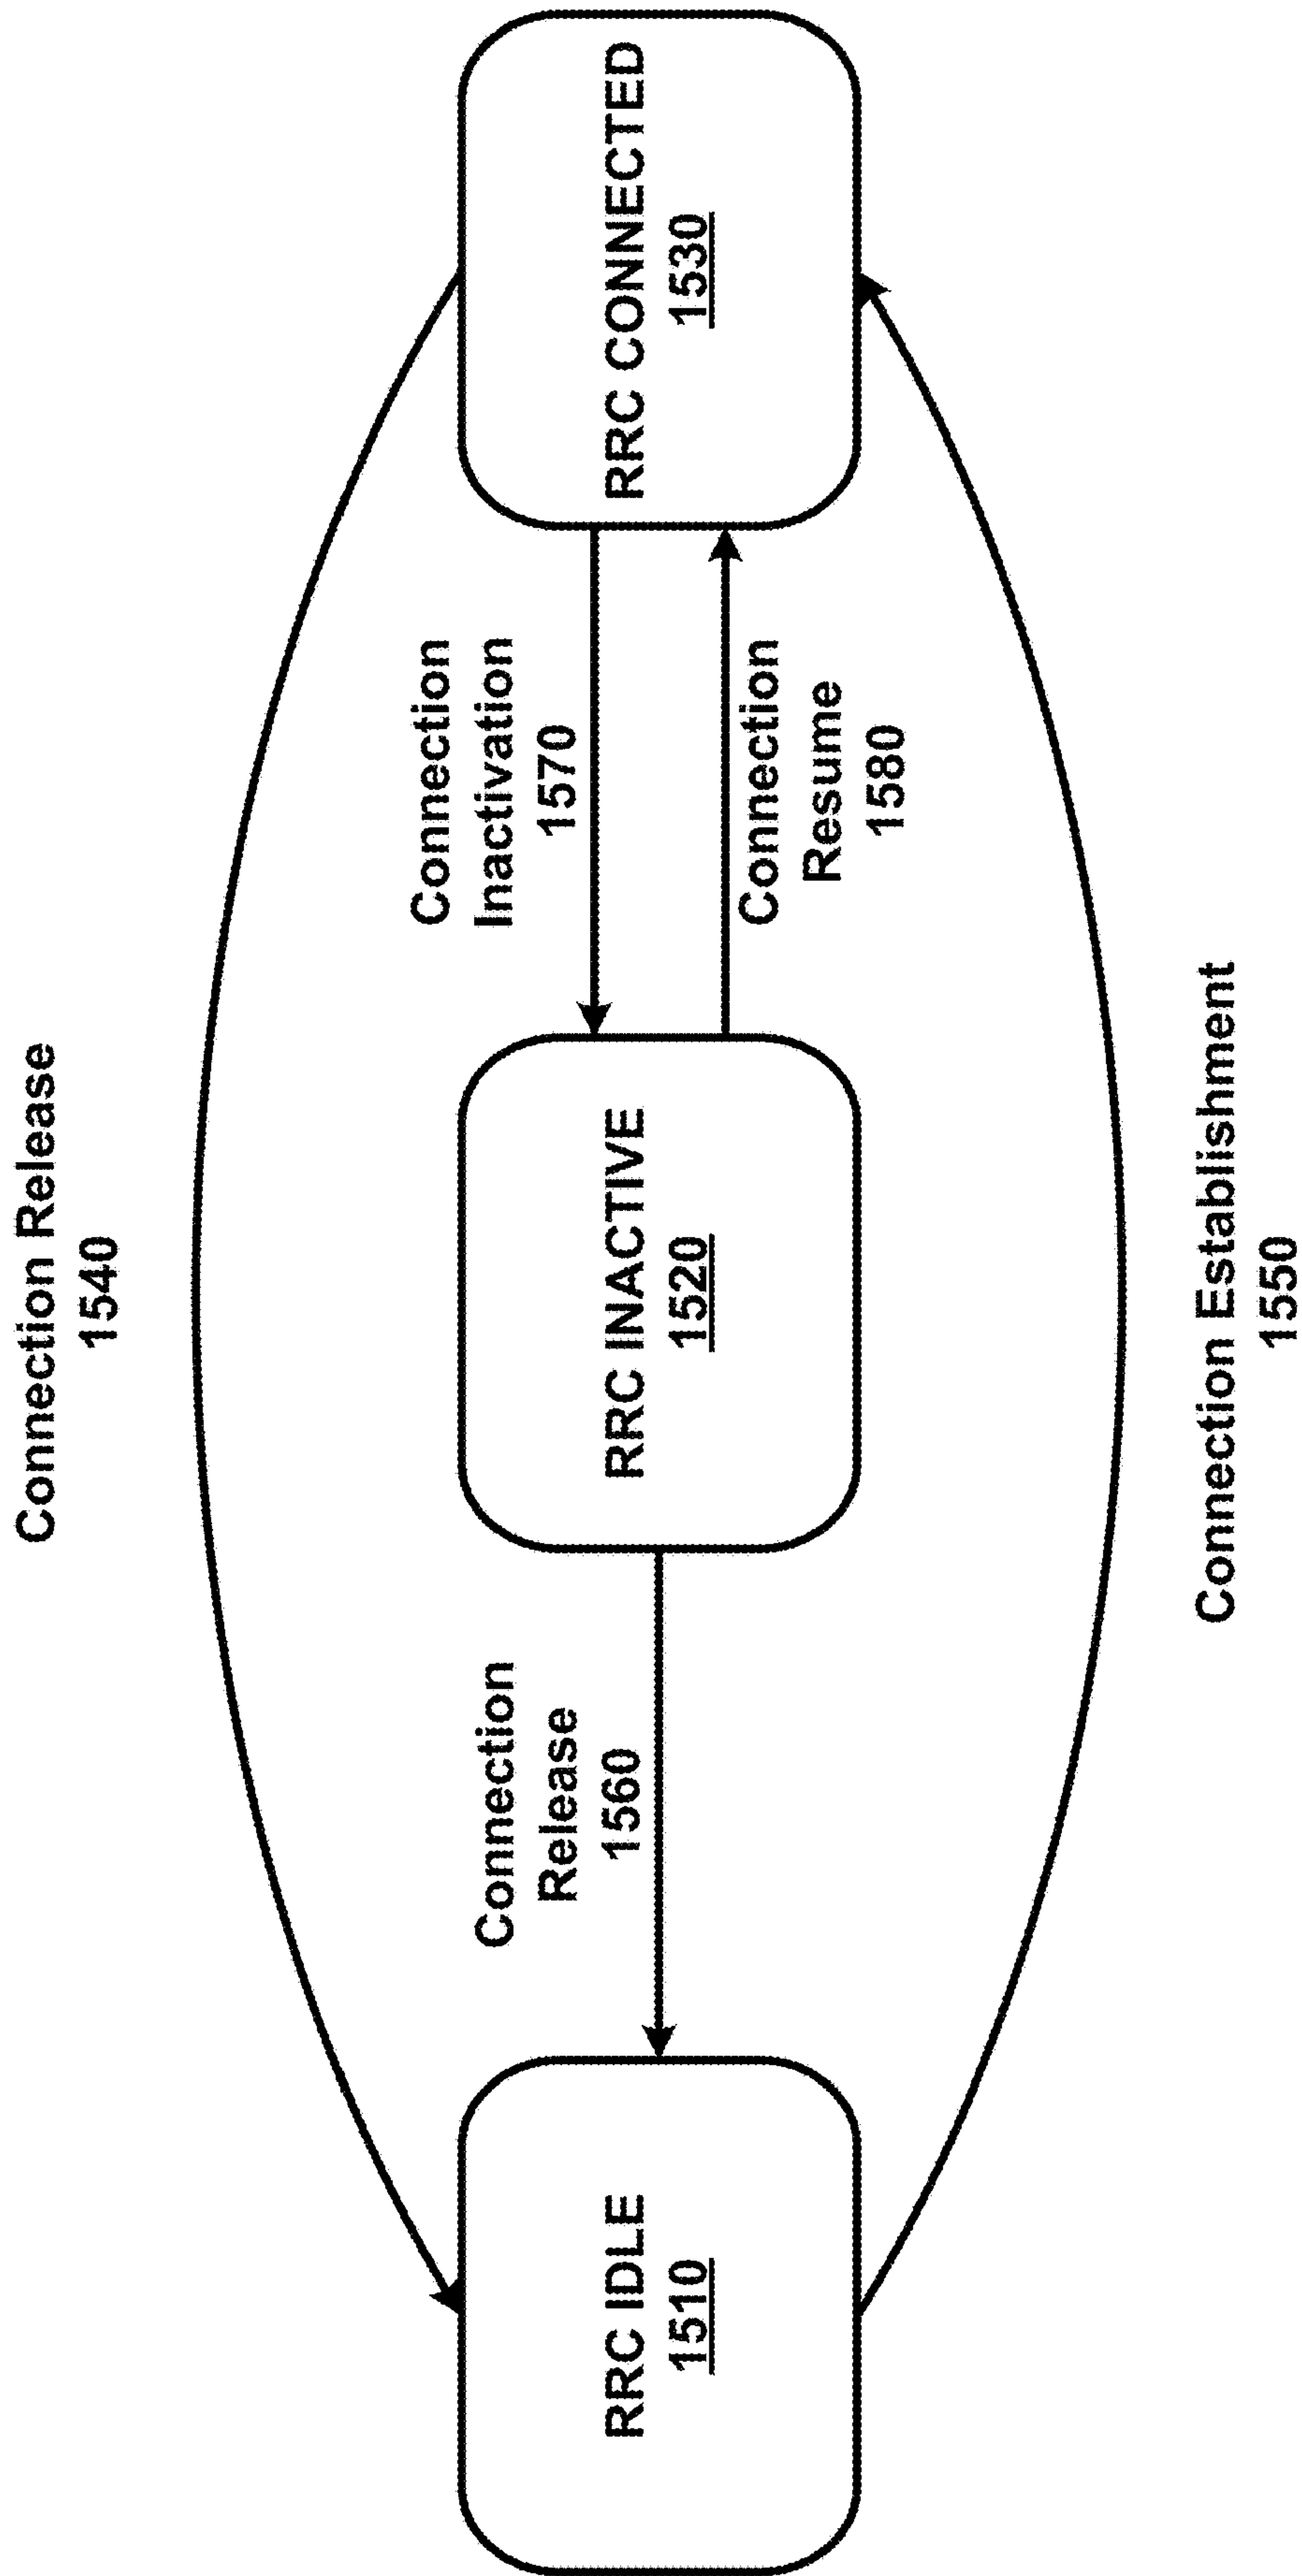 Connection Release
1540
RRC IDLE
1510
Connection
Release
1560
RRC INACTIVE
1520
Connection
Inactivation
1570
Connection
Resume
1580
RRC CONNECTED
1530
Connection Establishment
1550